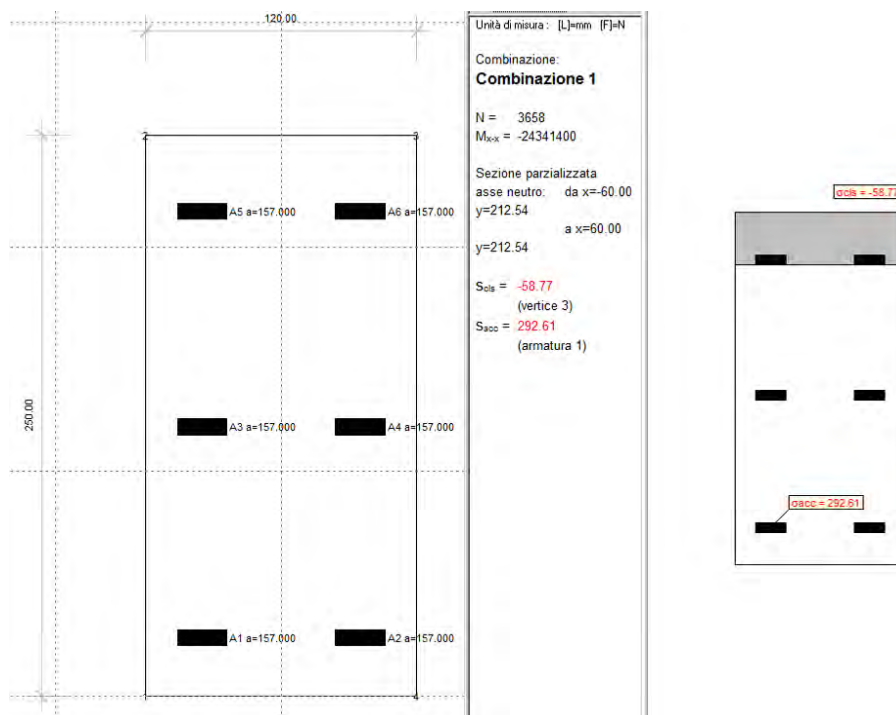 120.00
2
3
250.00
A5 a=157.000
A6 a=157.000
A3 a=157.000
A4 a=157.000
A1 a=157.000
A2 a=157.000
1
4
Unità di misura : [L]=mm [F]=N
Combinazione:
Combinazione 1
N = 3658
Mx-x = -24341400
Sezione parzializzata
asse neutro: da x=-60.00
y=212.54
a x=60.00
y=212.54
Scls = -58.77
(vertice 3)
Sacc = 292.61
(armatura 1)
σcls = -58.77
σacc = 292.61